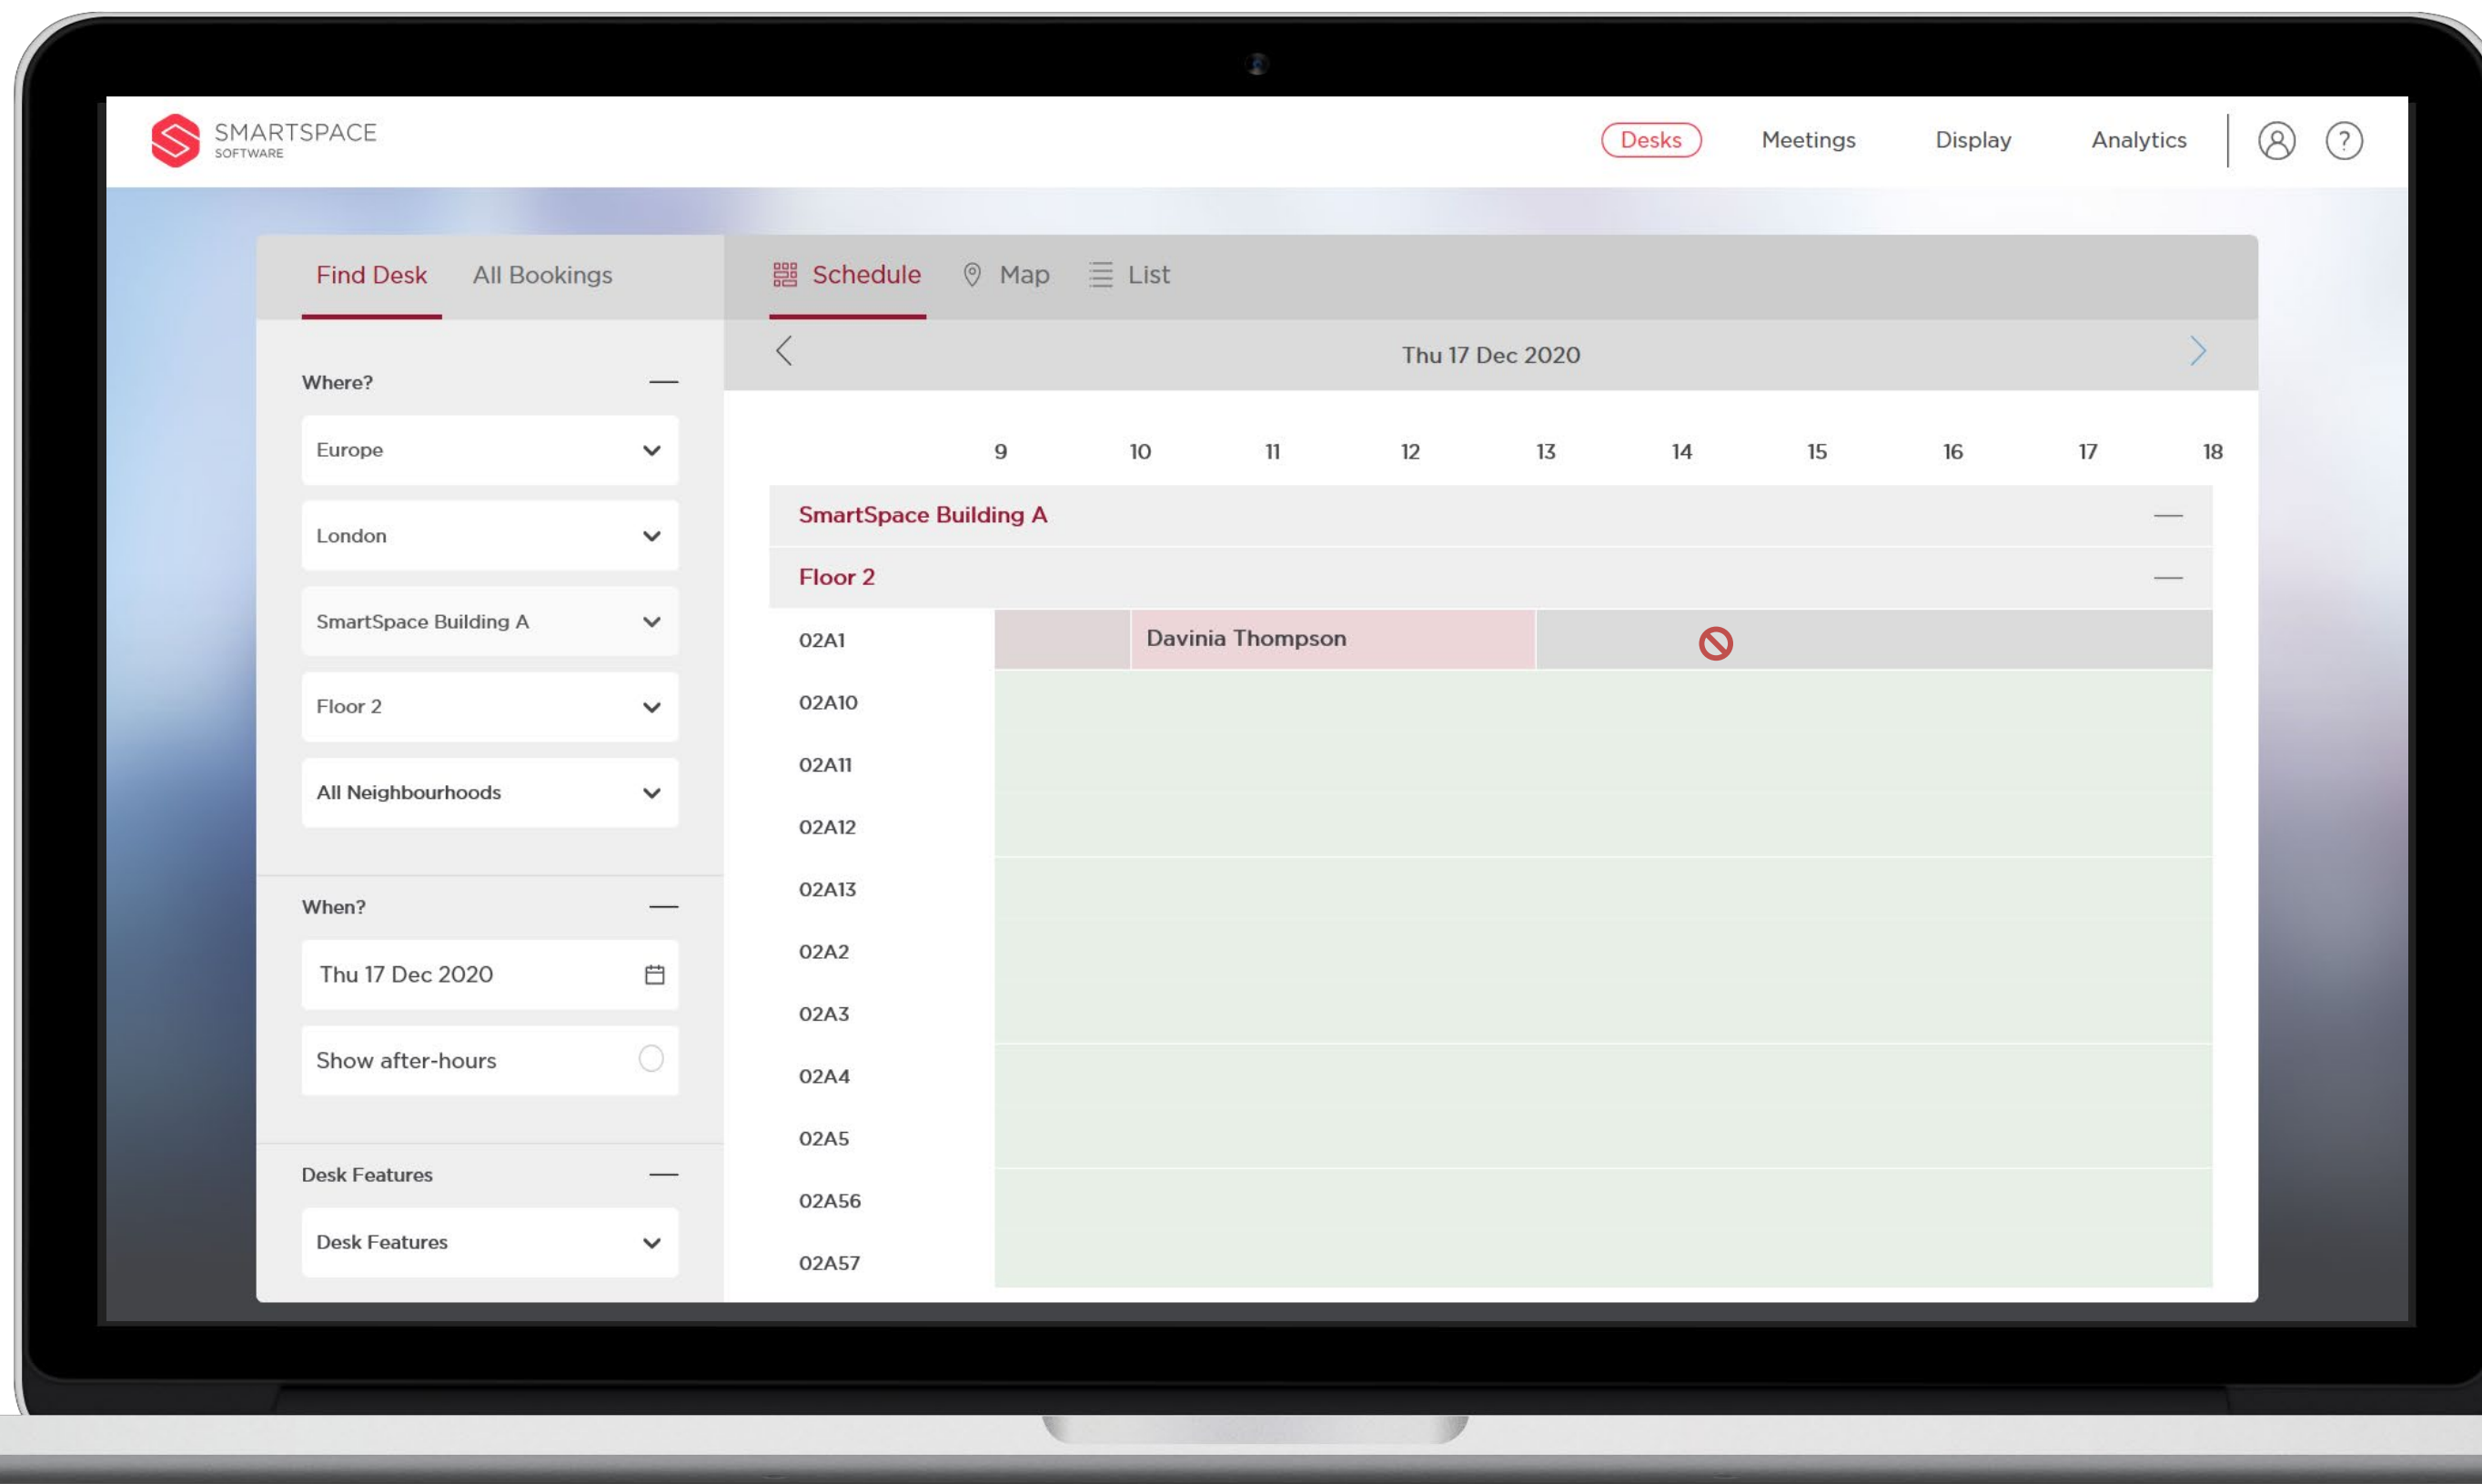 SMARTSPACE
SOFTWARE
Desks Meetings Display Analytics ?
Find Desk All Bookings
Schedule Map List
Thu 17 Dec 2020
Where?
Europe
London
SmartSpace Building A
Floor 2
All Neighbourhoods
When?
Thu 17 Dec 2020
Show after-hours
Desk Features
Desk Features
9 10 11 12 13 14 15 16 17 18
SmartSpace Building A
Floor 2
02A1 Davinia Thompson
02A10
02A11
02A12
02A13
02A2
02A3
02A4
02A5
02A56
02A57